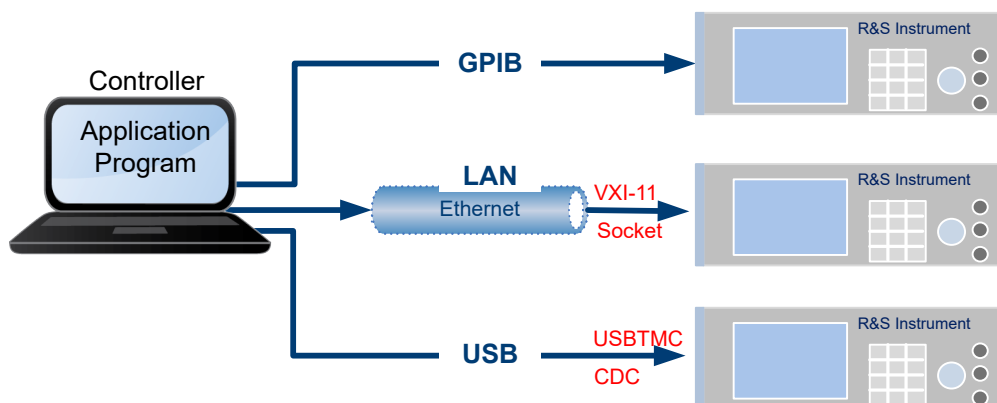 R&S Instrument
GPIB
Controller
Application
Program
LAN
Ethernet
VXI-11
Socket
R&S Instrument
USB
USBTMC
CDC
R&S Instrument